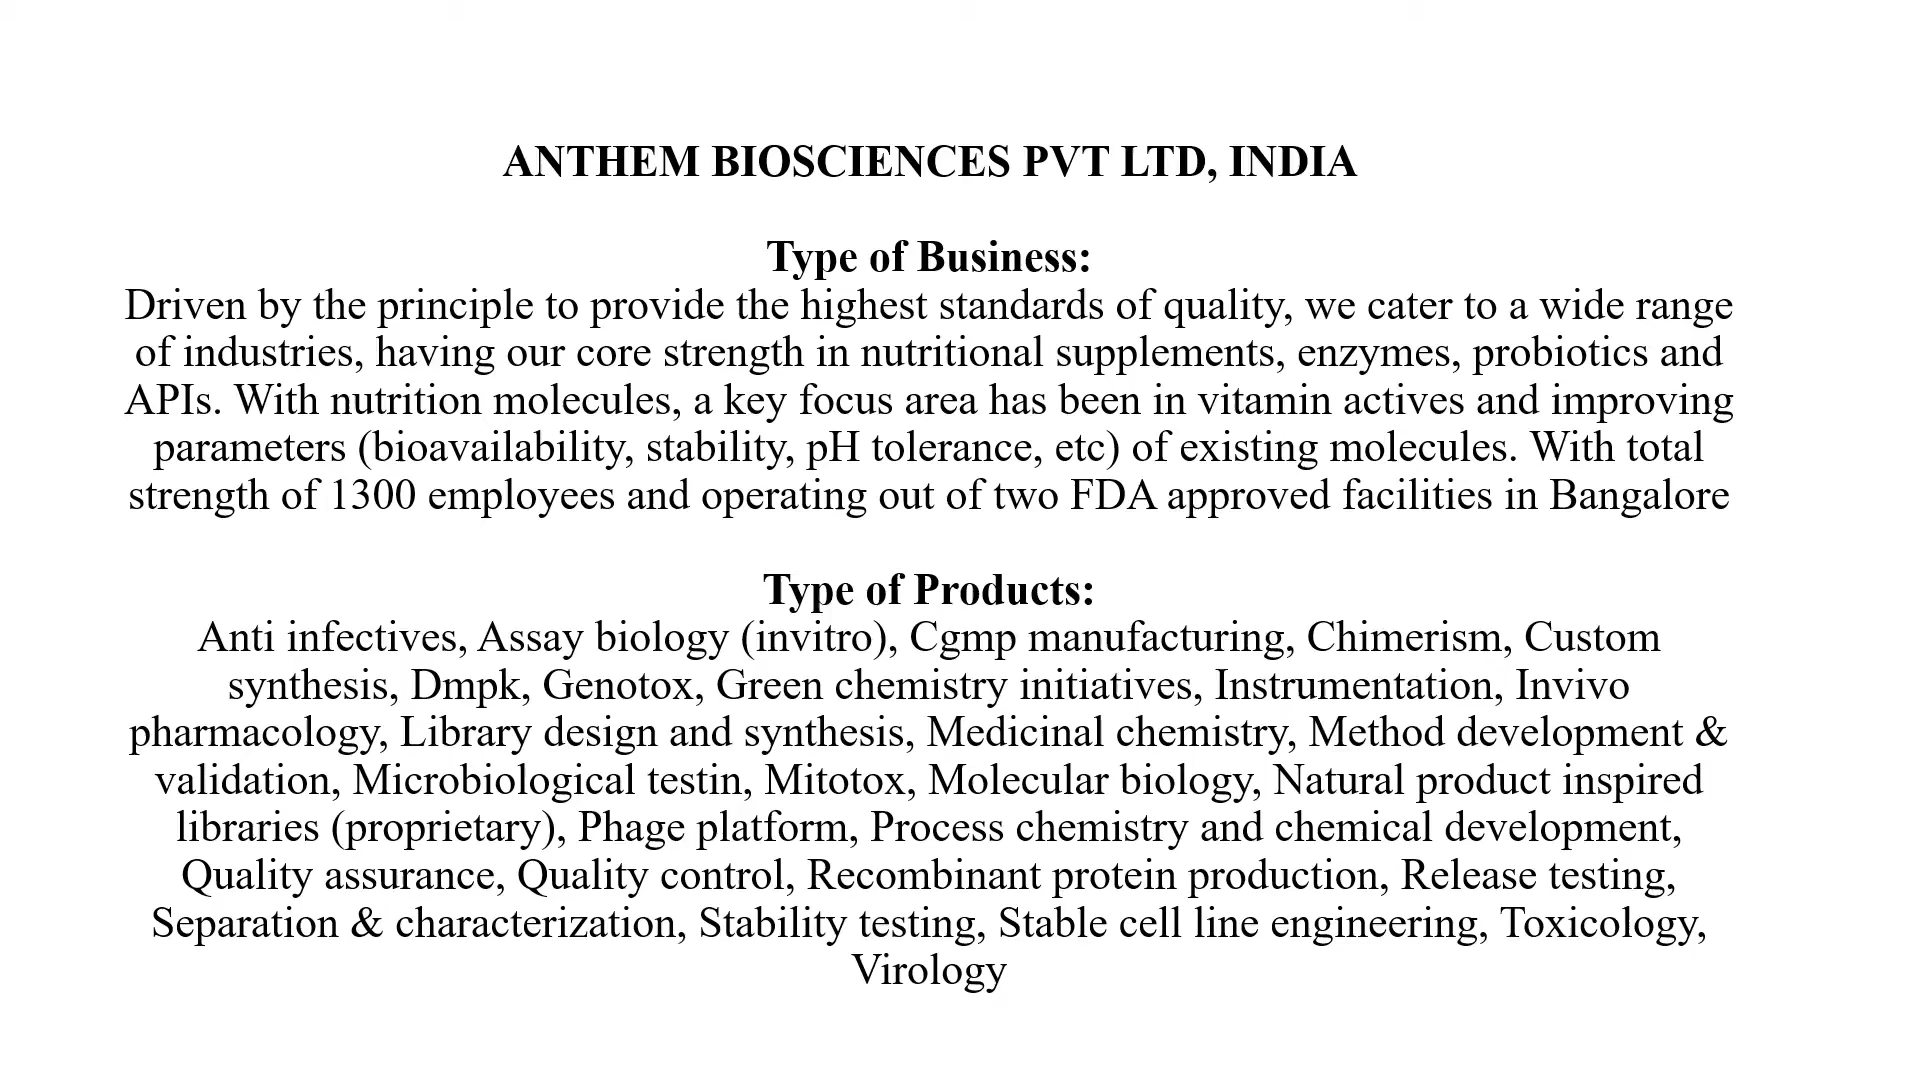 ANTHEM BIOSCIENCES PVT LTD, INDIA
Type of Business:
Driven by the principle to provide the highest standards of quality, we cater to a wide range
of industries, having our core strength in nutritional supplements, enzymes, probiotics and
APIs. With nutrition molecules, a key focus area has been in vitamin actives and improving
parameters (bioavailability, stability, pH tolerance, etc) of existing molecules. With total
strength of 1300 employees and operating out of two FDA approved facilities in Bangalore
Type of Products:
Anti infectives, Assay biology (invitro), Cgmp manufacturing, Chimerism, Custom
synthesis, Dmpk, Genotox, Green chemistry initiatives, Instrumentation, Invivo
pharmacology, Library design and synthesis, Medicinal chemistry, Method development &
validation, Microbiological testin, Mitotox, Molecular biology, Natural product inspired
libraries (proprietary), Phage platform, Process chemistry and chemical development,
Quality assurance, Quality control, Recombinant protein production, Release testing,
Separation & characterization, Stability testing, Stable cell line engineering, Toxicology,
Virology